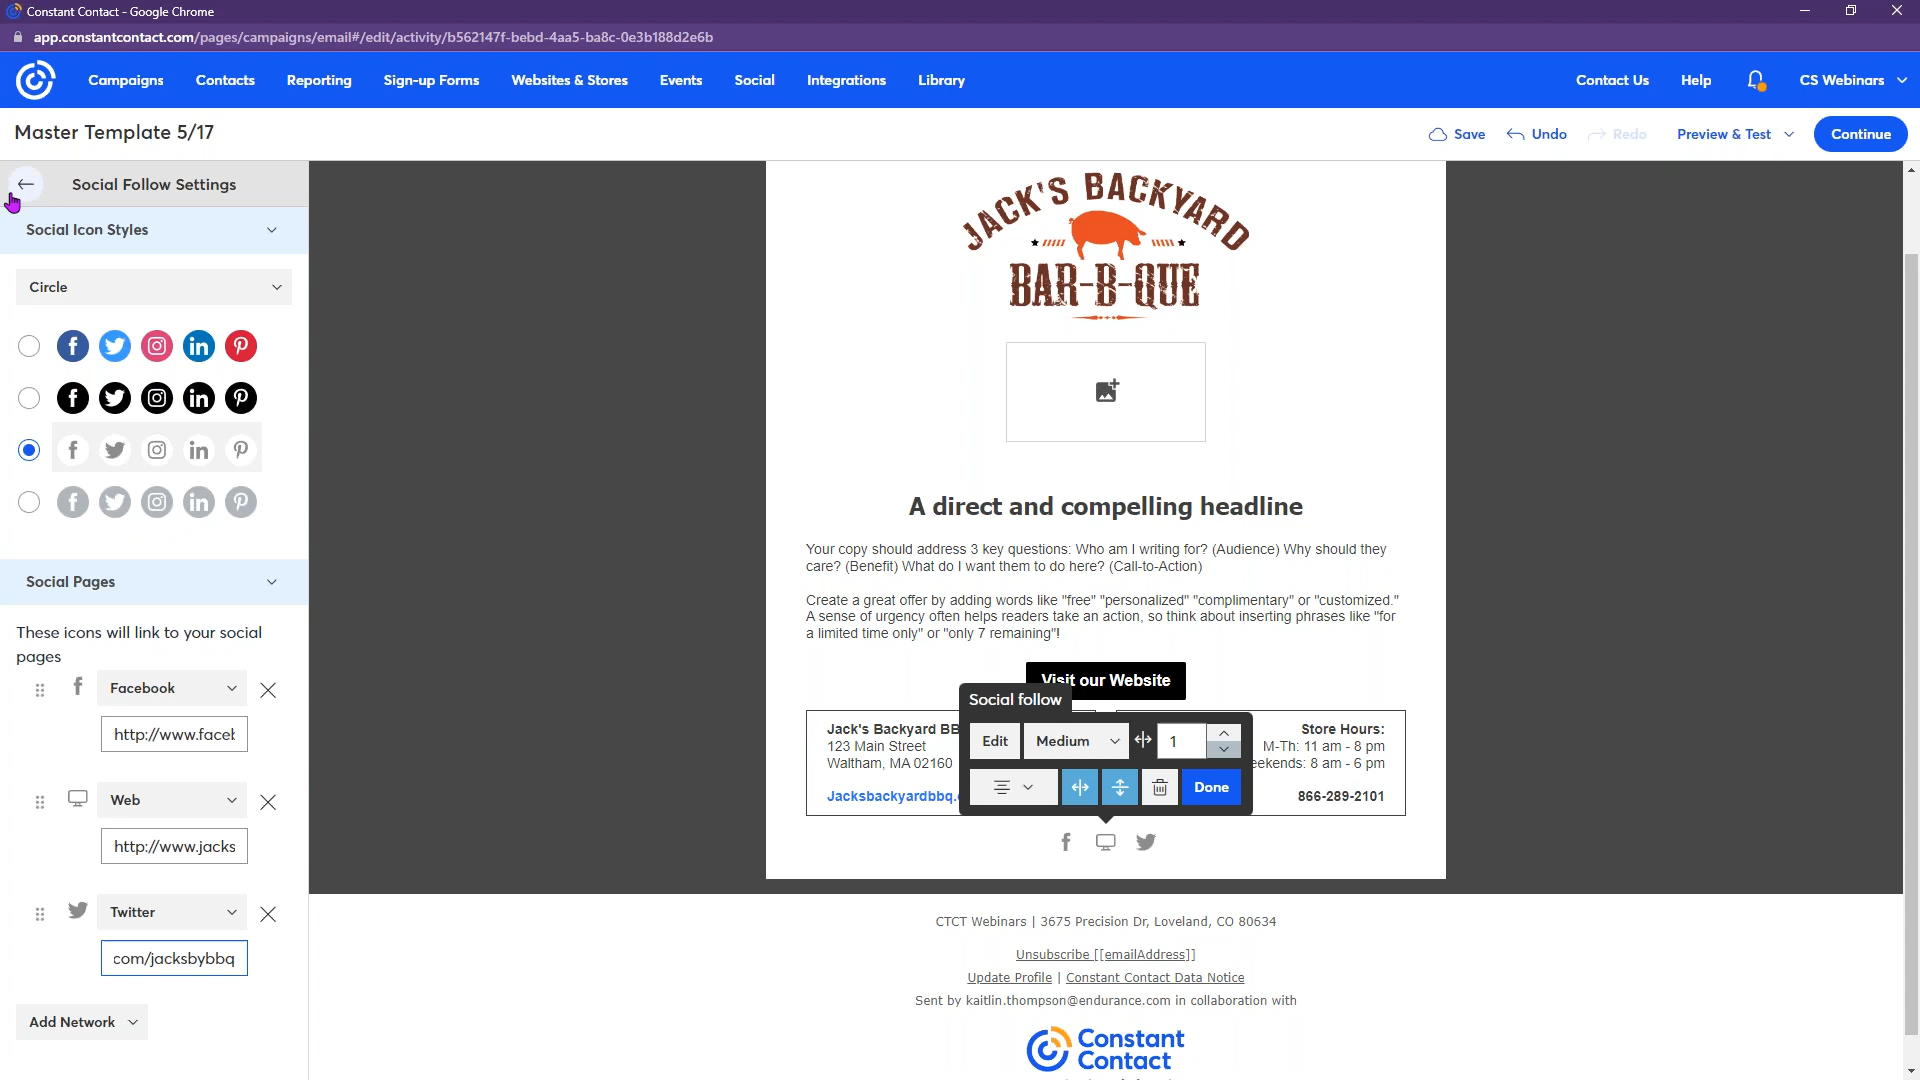 Constant Contact - Google Chrome
app.constantcontact.com/pages/campaigns/email#/edit/activity/b562147f-bebd-4aa5-ba8c-0e3b188d2e6b
Campaigns Contacts Reporting Sign-up Forms Websites & Stores Events Social Integrations Library Contact Us Help CS Webinars
Master Template 5/17 Save Undo Redo Preview & Test Continue
Social Follow Settings
Social Icon Styles
Circle
Social Pages
These icons will link to your social
pages
Facebook
http://www.facel
Web
http://www.jacks
Twitter
com/jacksbybbq
Add Network
JACK'S BACKYARD
BAR-B-QUE
A direct and compelling headline
Your copy should address 3 key questions: Who am I writing for? (Audience) Why should they
care? (Benefit) What do I want them to do here? (Call-to-Action)
Create a great offer by adding words like "free" "personalized" "complimentary" or "customized."
A sense of urgency often helps readers take an action, so think about inserting phrases like "for
a limited time only" or "only 7 remaining"!
Visit our Website
Social follow
Edit Medium 1
Done
Jack's Backyard BB
123 Main Street
Waltham, MA 02160
Jacksbackyardbbq.
Store Hours:
M-Th: 11 am - 8 pm
eekends: 8 am - 6 pm
866-289-2101
CTCT Webinars | 3675 Precision Dr, Loveland, CO 80634
Unsubscribe [[emailAddress]]
Update Profile | Constant Contact Data Notice
Sent by kaitlin.thompson@endurance.com in collaboration with
Constant
Contact